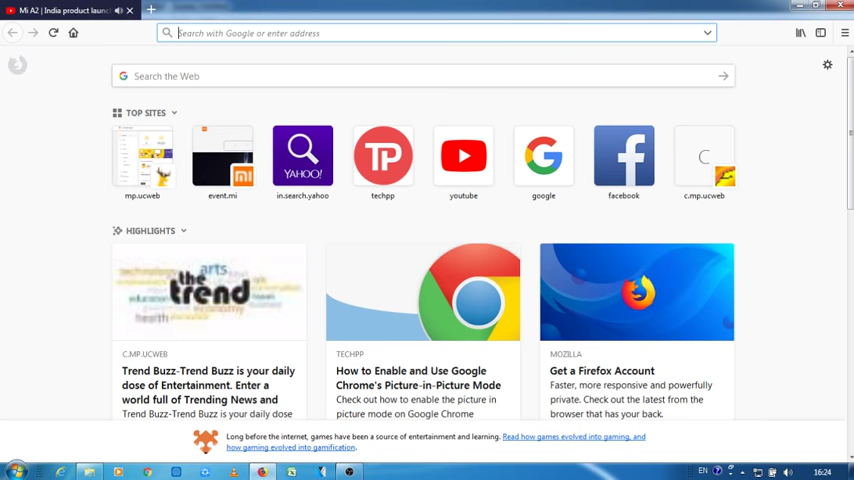 Mi A2 | India product launch
Search with Google or enter address
Search the Web
TOP SITES
YAHOO!
TP
mi
C
mp.ucweb
event.mi
in.search.yahoo
techpp
youtube
google
facebook
c.mp.ucweb
HIGHLIGHTS
technology
arts
the
trend
education
health
C.MP.UCWEB
TECHPP
MOZILLA
Trend Buzz-Trend Buzz is your daily
dose of Entertainment. Enter a
world full of Trending News and
Trend Buzz-Trend Buzz is your daily
How to Enable and Use Google
Chrome's Picture-in-Picture Mode
Check out how to enable the picture in
picture mode on Google Chrome
Get a Firefox Account
Faster, more responsive and powerfully
private. Check out the latest from the
browser that has your back.
Long before the internet, games have been a source of entertainment and learning. Read how games evolved into gaming, and
how gaming evolved into gamification.
EN
16:24